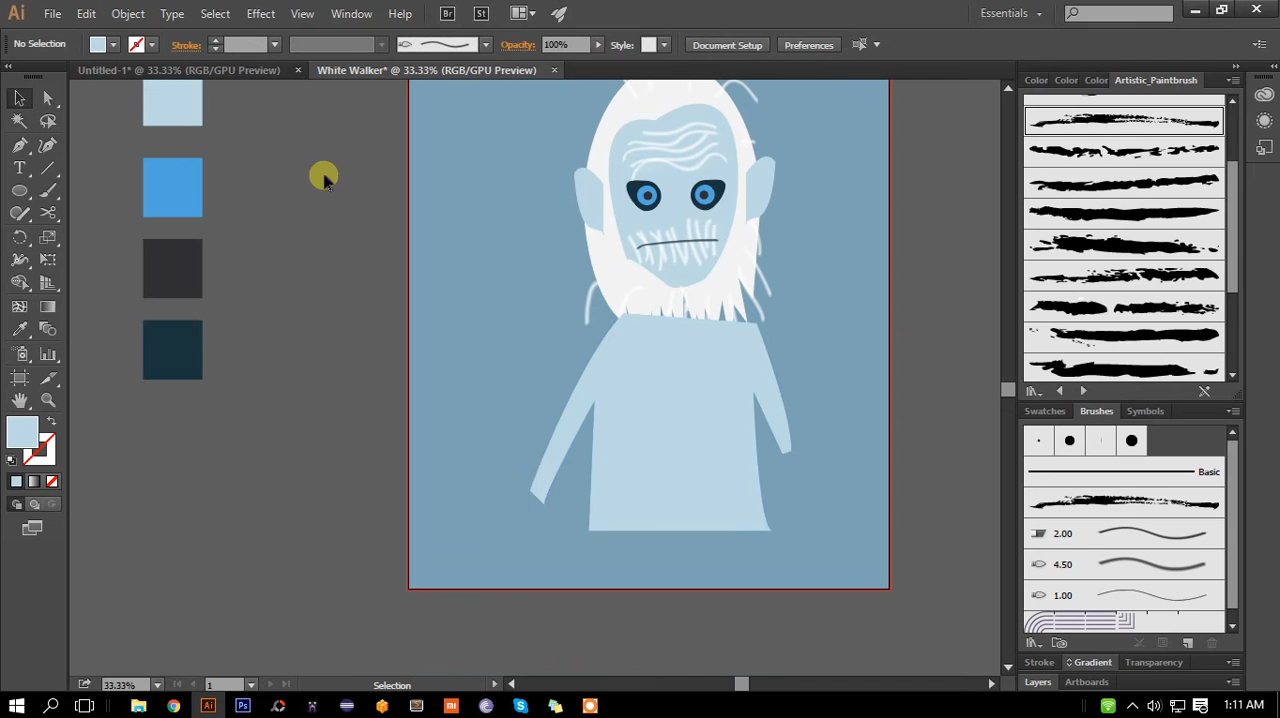 Ai File Edit Object Type Select Effect View Window Help Br St Essentials
No Selection Stroke: Opacity: 100% Style: Document Setup Preferences
Untitled-1* @ 33.33% (RGB/GPU Preview) × White Walker* @ 33.33% (RGB/GPU Preview) ×
Color Color Color Artistic_Paintbrush
Swatches Brushes Symbols
Basic
2.00
4.50
1.00
Stroke Gradient Transparency
Layers Artboards
33.33% 1 Selection
Ai Ps mi S 1:11 AM